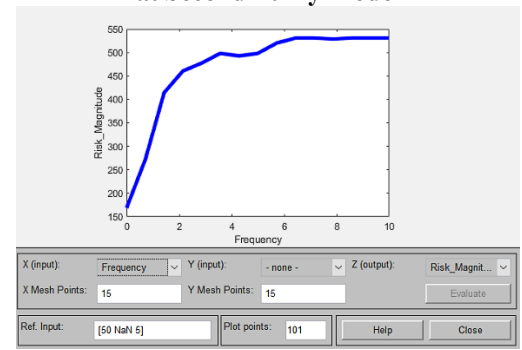 550
500
450
400
350
300
250
200
150
Risk_Magnitude
0 2 4 6 8 10
Frequency
X (input): Frequency Y (input): - none - Z (output): Risk_Magnit...
X Mesh Points: 15 Y Mesh Points: 15 Evaluate
Ref. Input: [50 NaN 5] Plot points: 101 Help Close